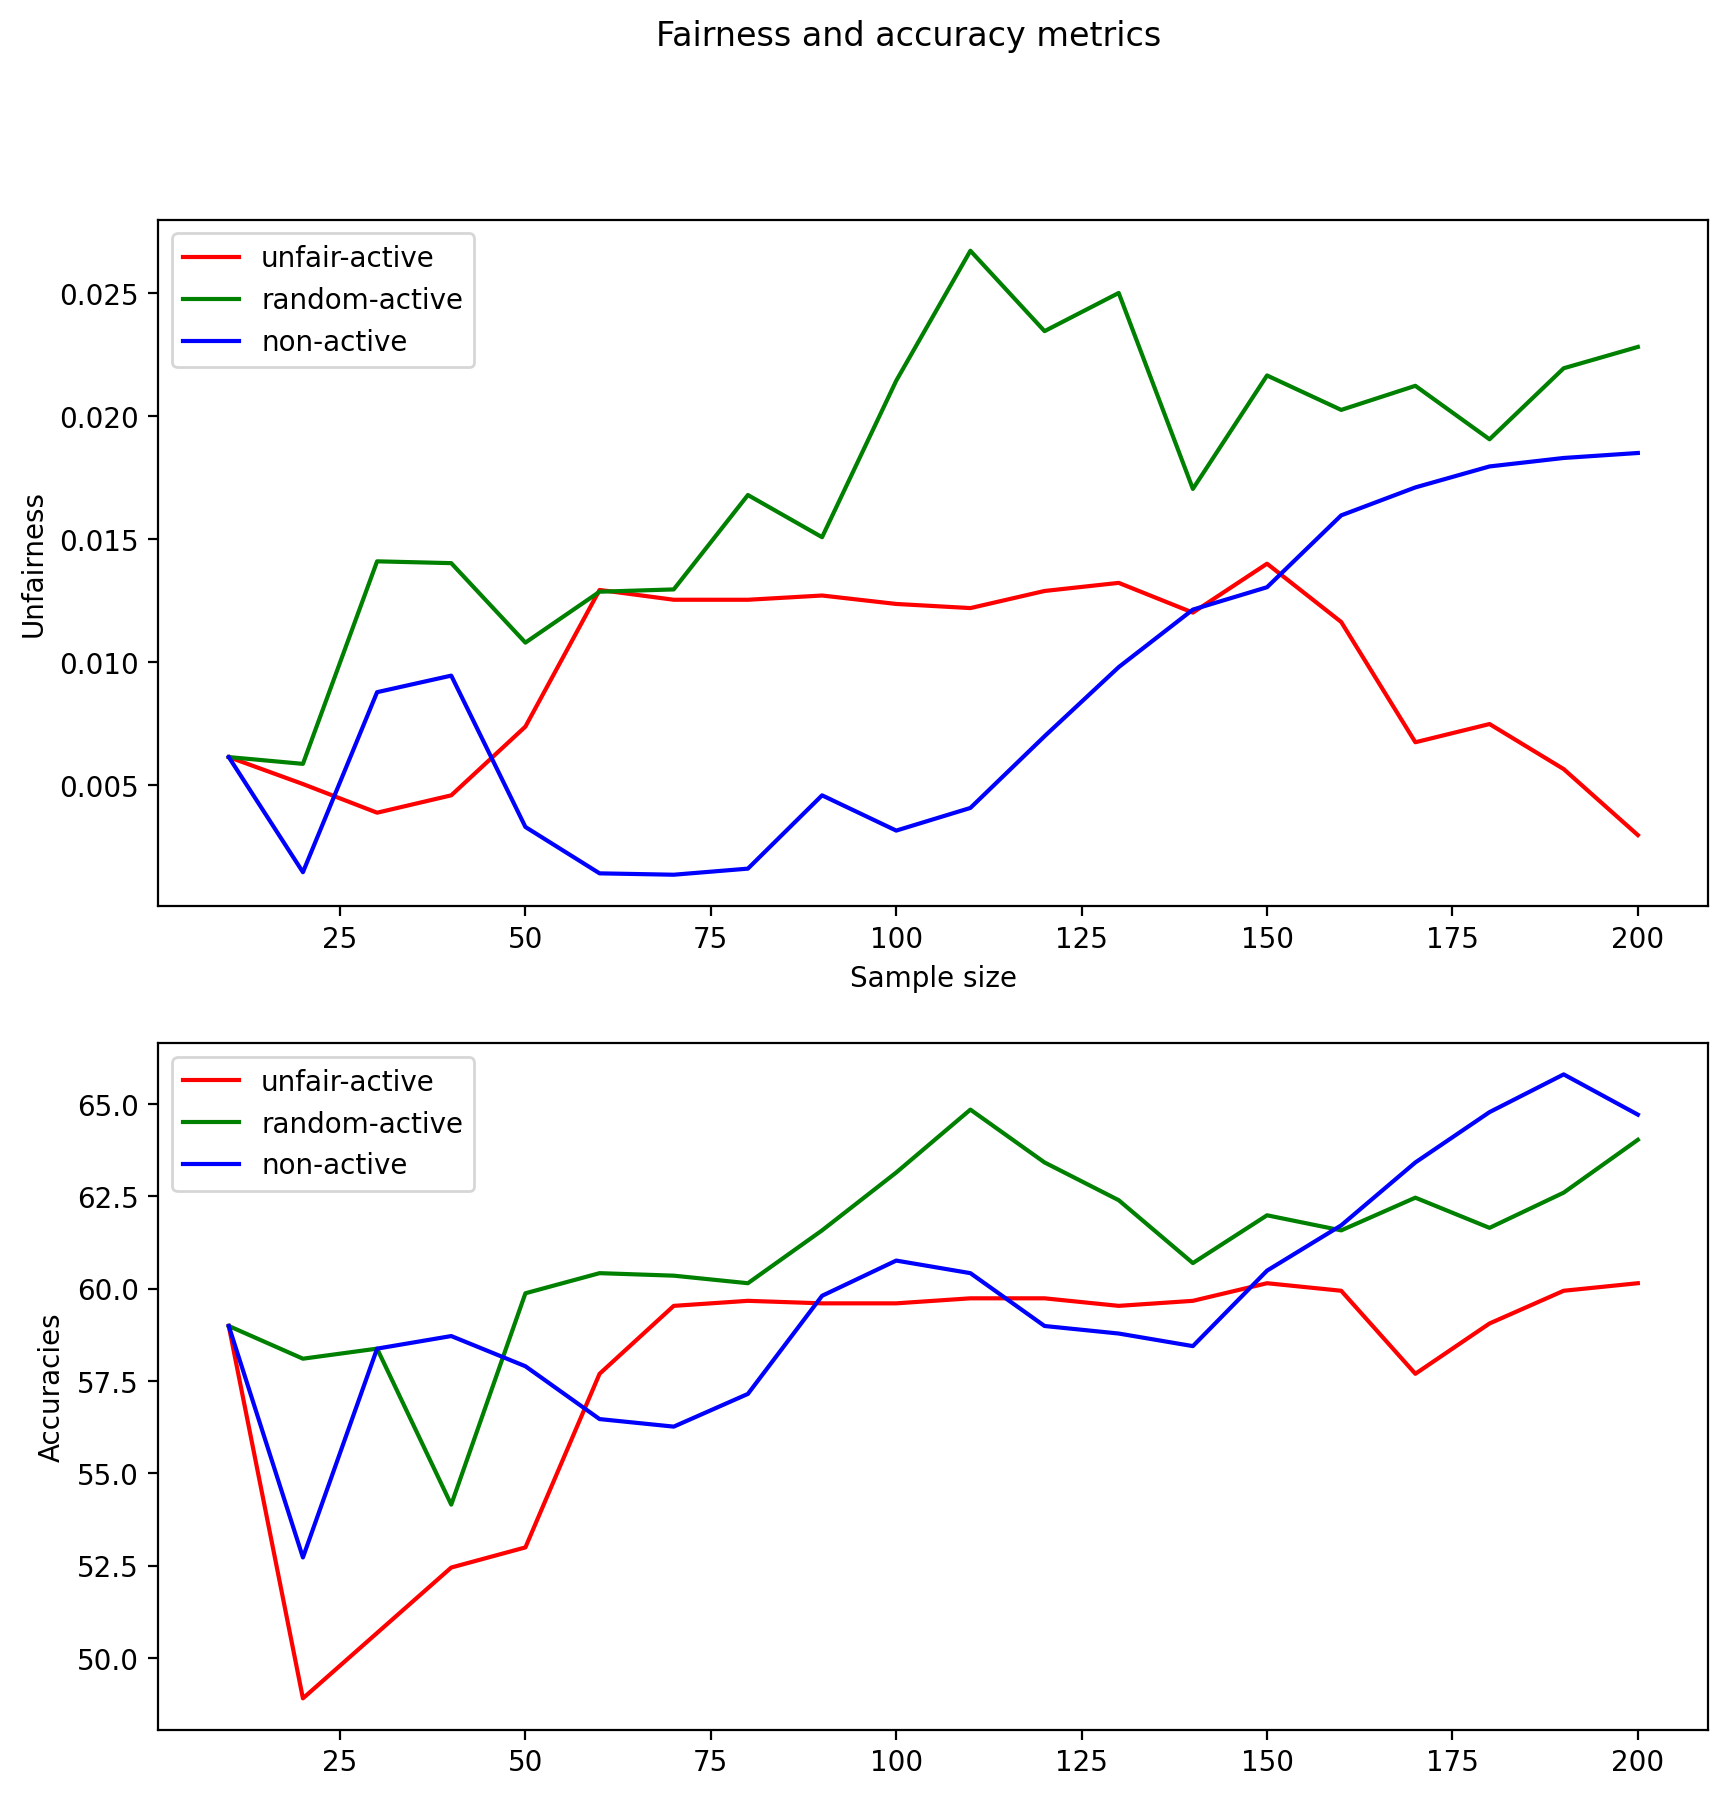 Fairness and accuracy metrics
unfair-active
random-active
non-active
0.025
0.020
0.015
0.010
0.005
Unfairness
25 50 75 100 125 150 175 200
Sample size
unfair-active
random-active
non-active
65.0
62.5
60.0
57.5
55.0
52.5
50.0
Accuracies
25 50 75 100 125 150 175 200